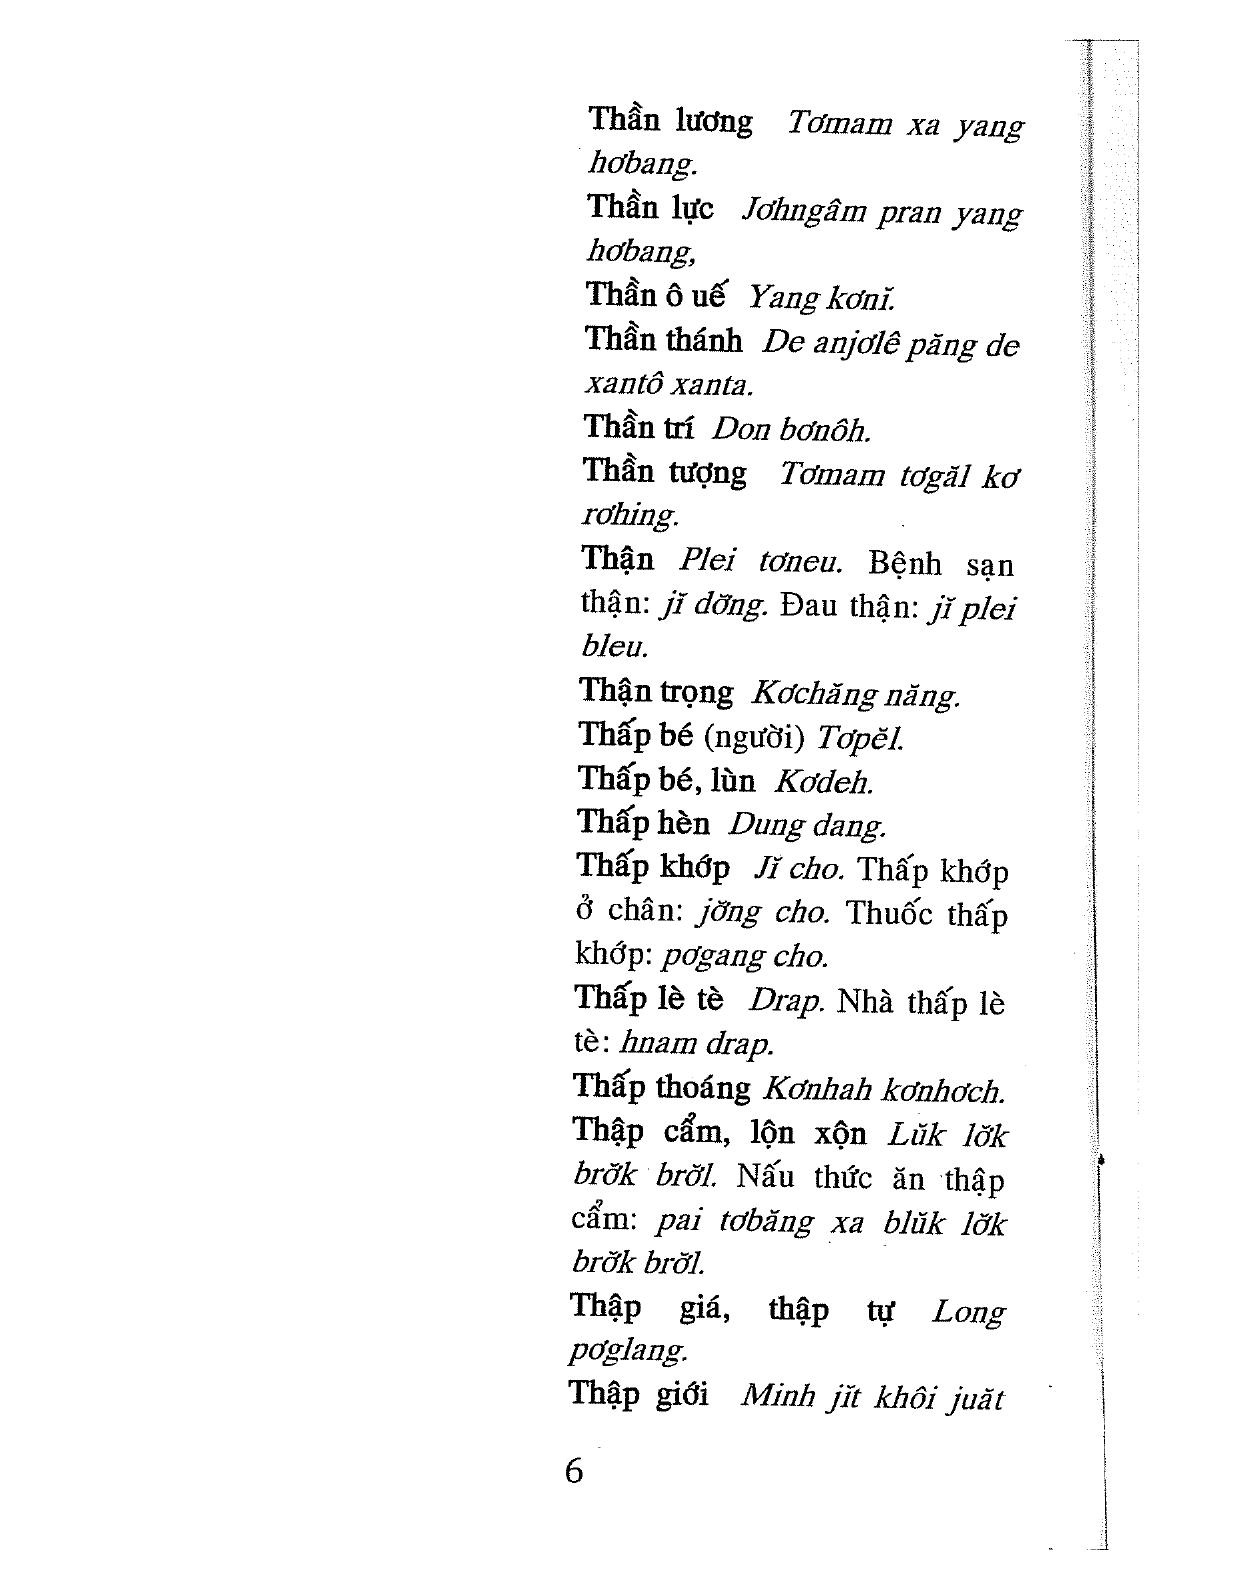 Thần lương Tơmam xa yang
hơbang.
Thần lực Jơhngâm pran yang
hơbang,
Thần ô uế Yang kơnĭ.
Thần thánh De anjơlê păng de
xantô xanta.
Thần trí Don bơnôh.
Thần tượng Tơmam tơgăl kơ
rơhing.
Thận Plei tơneu. Bệnh sạn
thận: jĭ dơ̆ng. Đau thận: jĭ plei
bleu.
Thận trọng Kơchăng năng.
Thấp bé (người) Tơpĕl.
Thấp bé, lùn Kơdeh.
Thấp hèn Dung dang.
Thấp khớp Jĭ cho. Thấp khớp
ở chân: jơ̆ng cho. Thuốc thấp
khớp: pơgang cho.
Thấp lè tè Drap. Nhà thấp lè
tè: hnam drap.
Thấp thoáng Kơnhah kơnhơch.
Thập cẩm, lộn xộn Lŭk lơ̆k
brơ̆k brơ̆l. Nấu thức ăn thập
cẩm: pai tơbăng xa blŭk lơ̆k
brơ̆k brơ̆l.
Thập giá, thập tự Long
pơglang.
Thập giới Minh jĭt khôi juăt
6